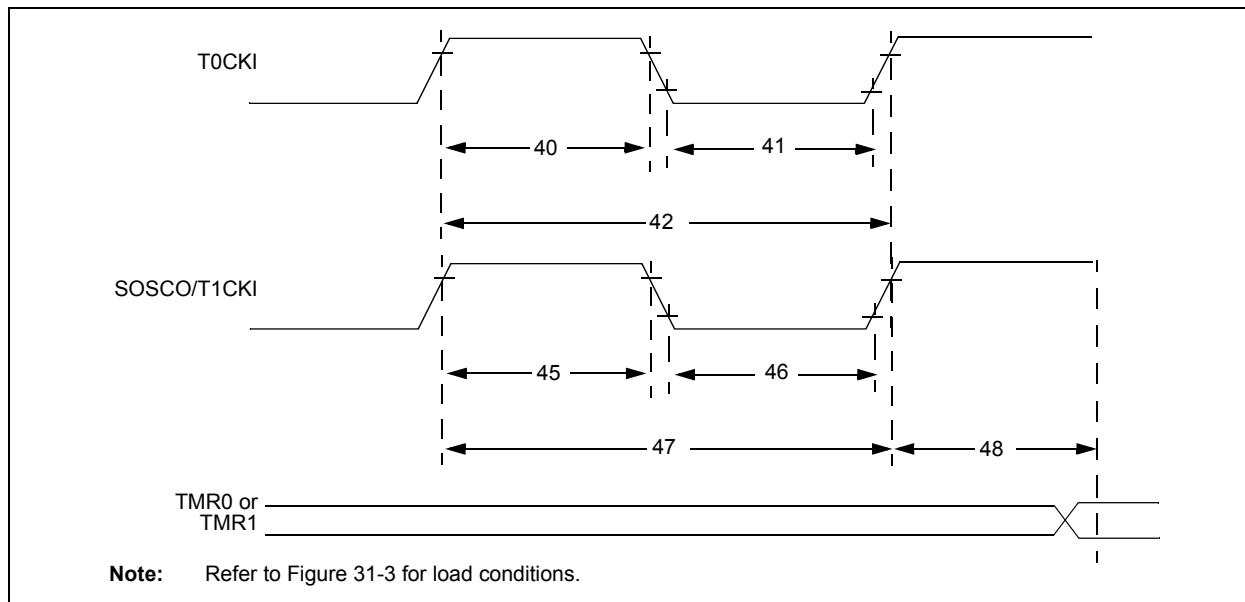 T0CKI
40
41
42
SOSCO/T1CKI
45
46
47
48
TMR0 or
TMR1
Note: Refer to Figure 31-3 for load conditions.